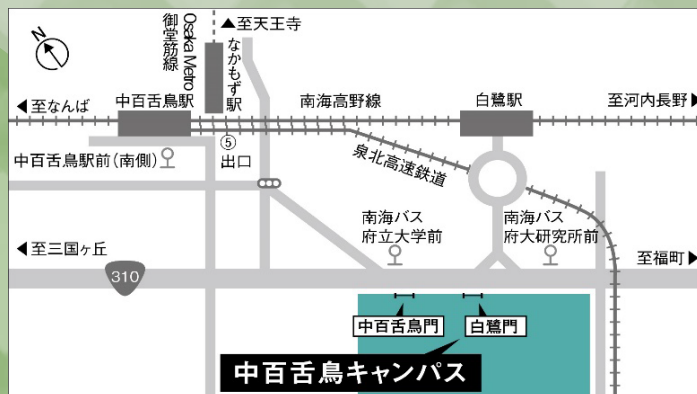 N
▲至天王寺
Osaka Metro
御堂筋線
なかもず駅
◀至なんば
中百舌鳥駅
南海高野線
白鷺駅
至河内長野▶
中百舌鳥駅前(南側)
⑤
出口
泉北高速鉄道
南海バス
府立大学前
南海バス
府大研究所前
◀至三国ヶ丘
至福町▶
310
中百舌鳥門
白鷺門
中百舌鳥キャンパス